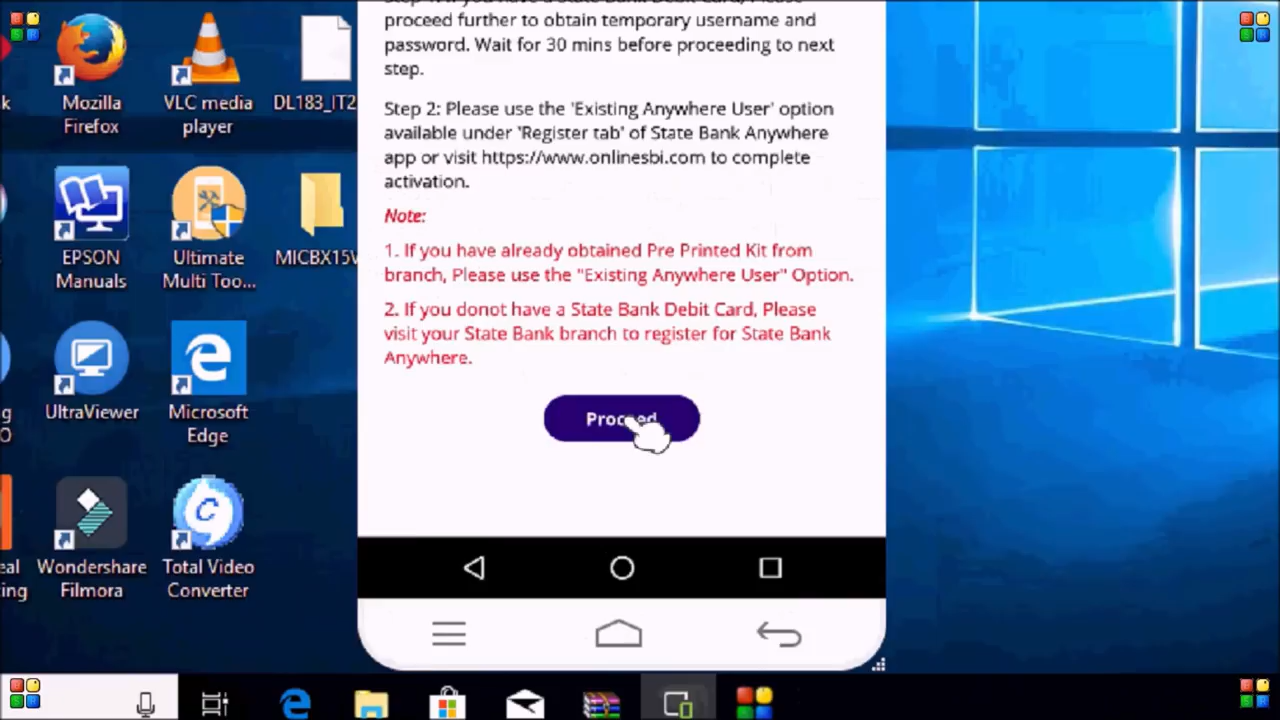 proceed further to obtain temporary username and
password. Wait for 30 mins before proceeding to next
step.
Step 2: Please use the 'Existing Anywhere User' option
available under 'Register tab' of State Bank Anywhere
app or visit https://www.onlinesbi.com to complete
activation.
Note:
1. If you have already obtained Pre Printed Kit from
branch, Please use the "Existing Anywhere User" Option.
2. If you donot have a State Bank Debit Card, Please
visit your State Bank branch to register for State Bank
Anywhere.
Proceed
Mozilla
Firefox
VLC media
player
DL183_IT2
EPSON
Manuals
Ultimate
Multi Too...
MICBX15V
UltraViewer
Microsoft
Edge
Wondershare
Filmora
Total Video
Converter